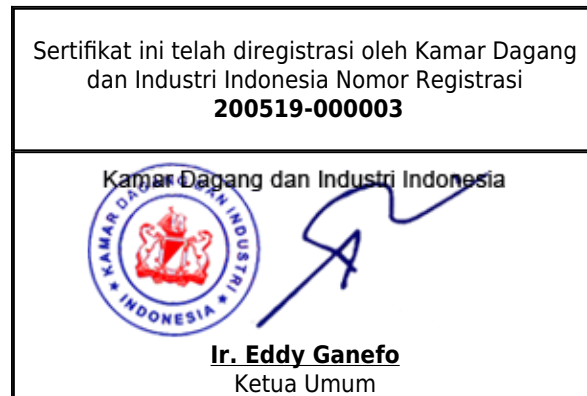 Sertifikat ini telah diregistrasi oleh Kamar Dagang
dan Industri Indonesia Nomor Registrasi
200519-000003
Kamar Dagang dan Industri Indonesia
KAMAR DAGANG DAN INDUSTRI
* INDONESIA *
Ir. Eddy Ganefo
Ketua Umum